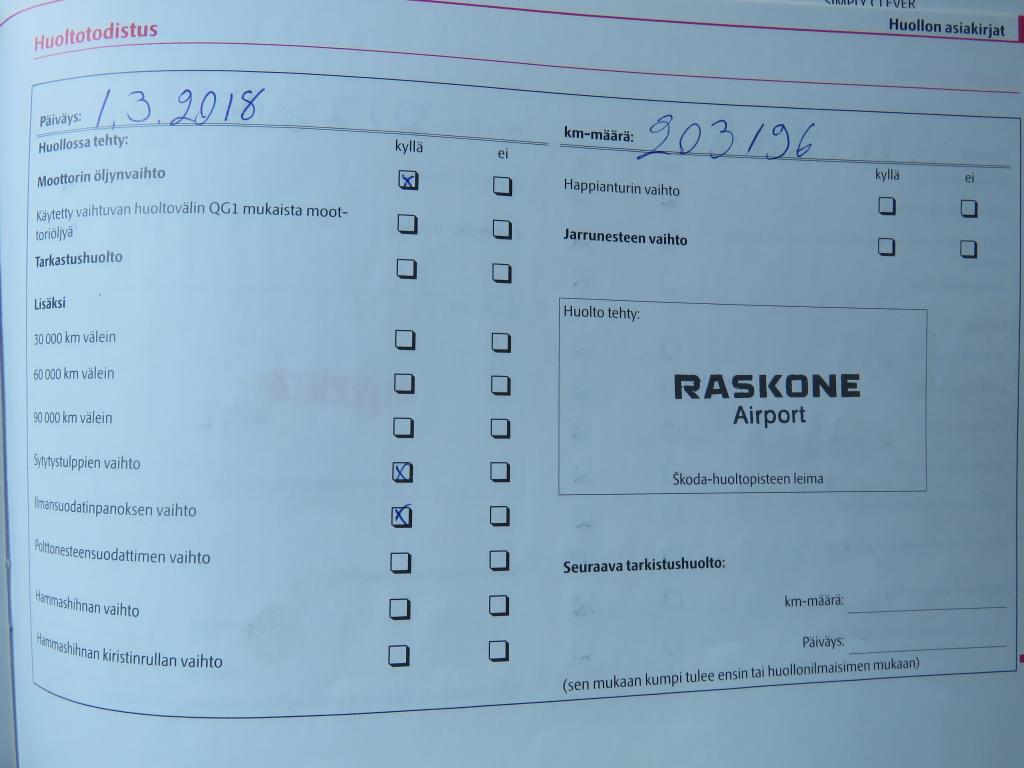 SIMPLY CLEVER
Huollon asiakirjat
Huoltotodistus
Päiväys: 1.3.2018
km-määrä: 203196
Huollossa tehty:
kyllä ei
Moottorin öljynvaihto
Käytetty vaihtuvan huoltovälin QG1 mukaista moot-
toriöljyä
Tarkastushuolto
Lisäksi
30 000 km välein
60 000 km välein
90 000 km välein
Sytytystulppien vaihto
Ilmansuodatinpanoksen vaihto
Polttonesteensuodattimen vaihto
Hammashihnan vaihto
Hammashihnan kiristinrullan vaihto
kyllä ei
Happianturin vaihto
Jarrunesteen vaihto
Huolto tehty:
RASKONE
Airport
Škoda-huoltopisteen leima
Seuraava tarkistushuolto:
km-määrä:
Päiväys:
(sen mukaan kumpi tulee ensin tai huollonilmaisimen mukaan)